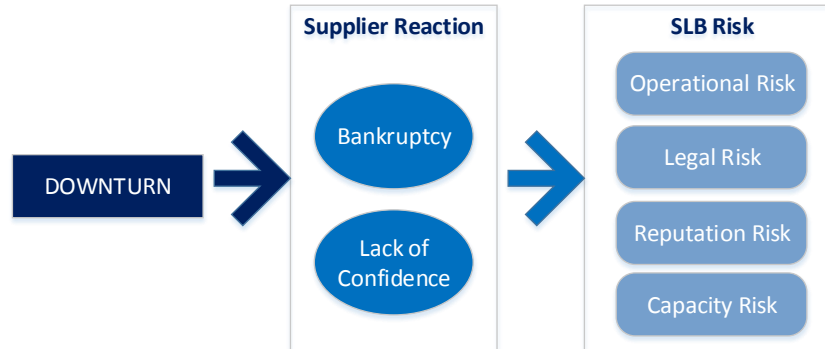 Supplier Reaction
SLB Risk
DOWNTURN
Bankruptcy
Lack of
Confidence
Operational Risk
Legal Risk
Reputation Risk
Capacity Risk